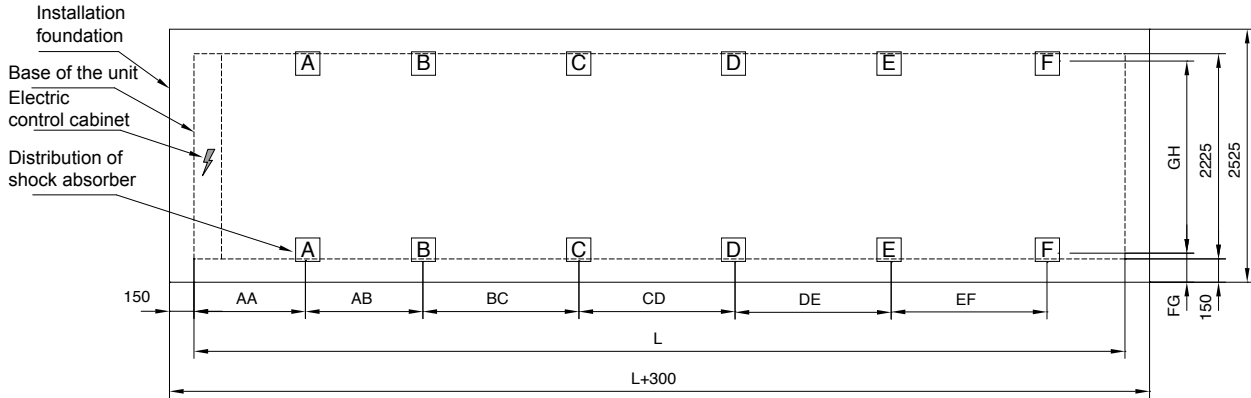 Installation
foundation
Base of the unit
Electric
control cabinet
Distribution of
shock absorber
A B C D E F
A B C D E F
GH
2225
2525
150 AA AB BC CD DE EF
FG
150
L
L+300